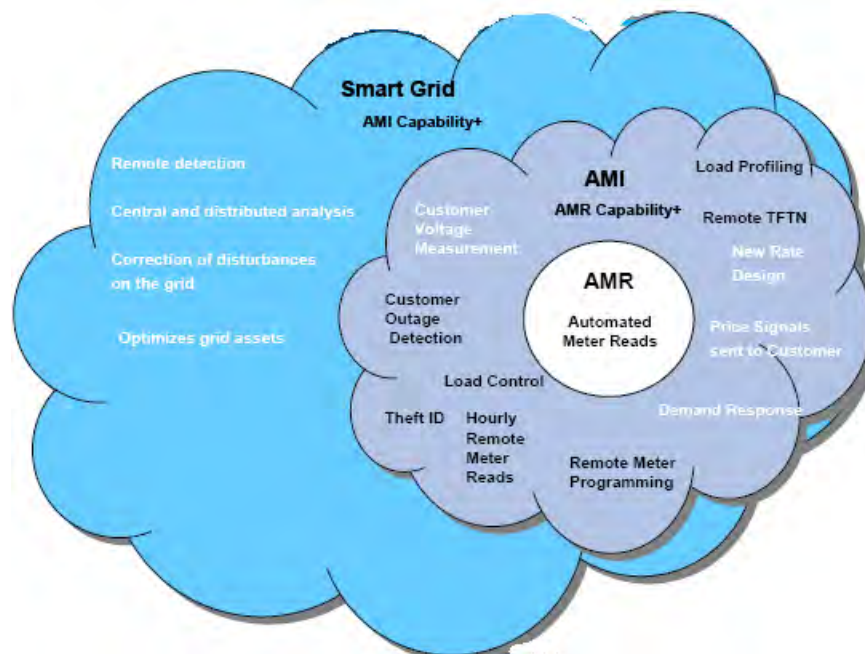 Smart Grid
AMI Capability+
Remote detection
Central and distributed analysis
Correction of disturbances
on the grid
Optimizes grid assets
AMI
AMR Capability+
Load Profiling
Remote TFTN
New Rate
Design
Price Signals
sent to Customer
Demand Response
Customer
Voltage
Measurement
Customer
Outage
Detection
Load Control
Theft ID
Hourly
Remote
Meter
Reads
Remote Meter
Programming
AMR
Automated
Meter Reads